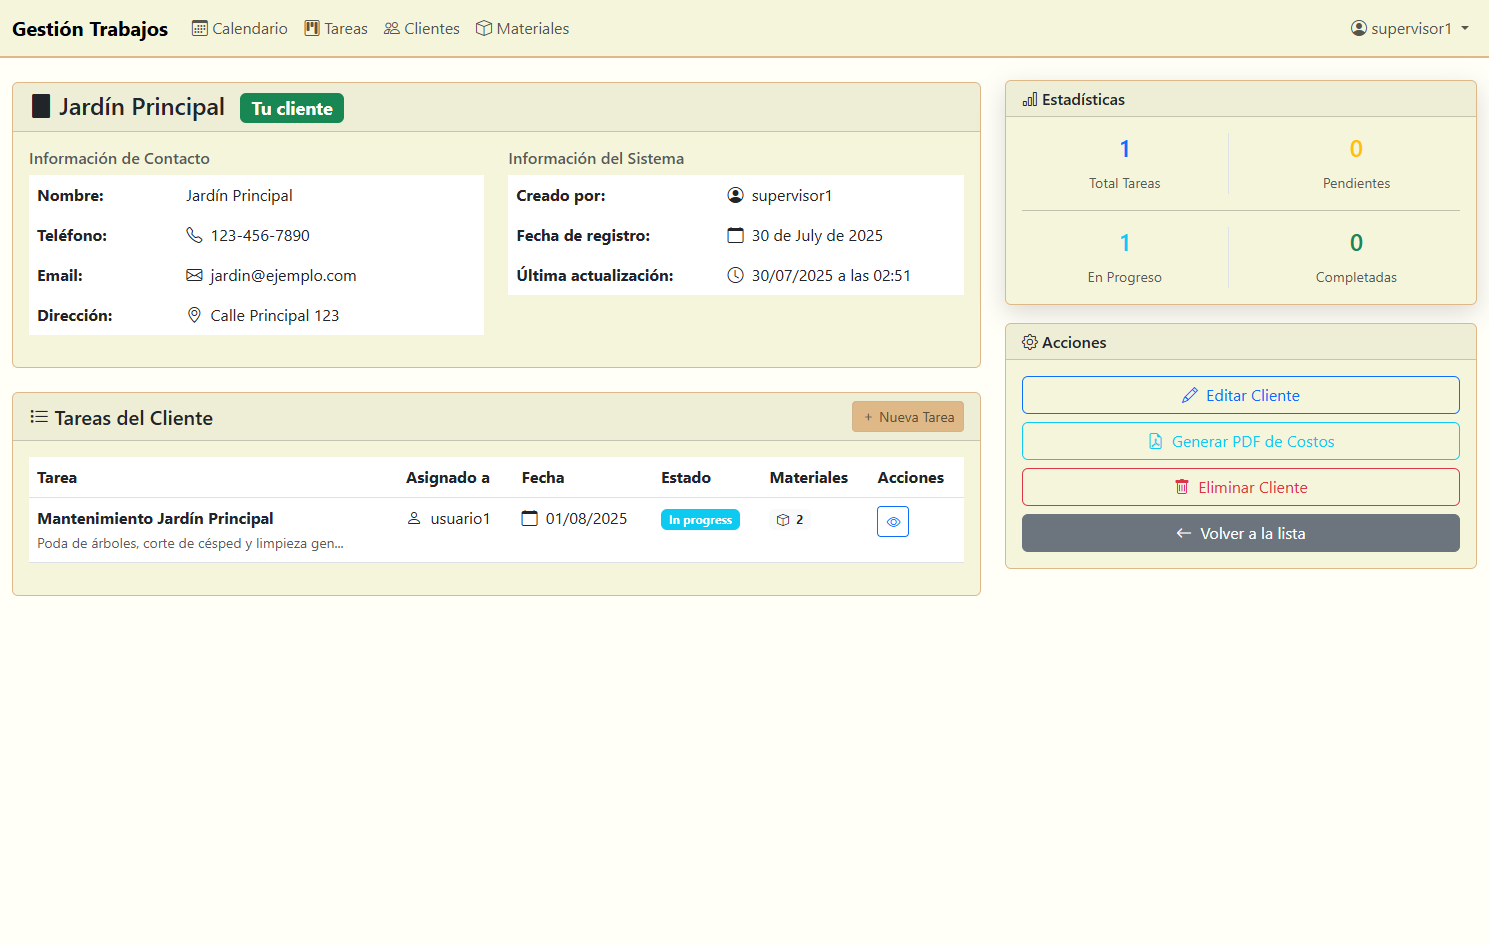 Gestión Trabajos Calendario Tareas Clientes Materiales supervisor1
Jardín Principal Tu cliente
Información de Contacto
Nombre: Jardín Principal
Teléfono: 123-456-7890
Email: jardin@ejemplo.com
Dirección: Calle Principal 123
Información del Sistema
Creado por: supervisor1
Fecha de registro: 30 de July de 2025
Última actualización: 30/07/2025 a las 02:51
Tareas del Cliente + Nueva Tarea
Tarea Asignado a Fecha Estado Materiales Acciones
Mantenimiento Jardín Principal usuario1 01/08/2025 In progress 2
Poda de árboles, corte de césped y limpieza gen...
Estadísticas
1 0
Total Tareas Pendientes
1 0
En Progreso Completadas
Acciones
Editar Cliente
Generar PDF de Costos
Eliminar Cliente
Volver a la lista